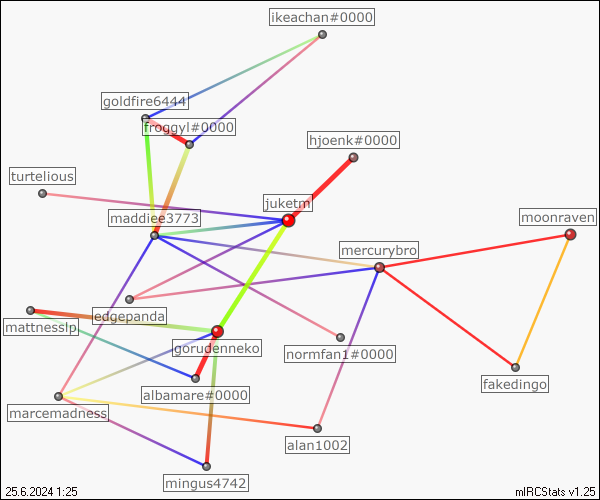 ikeachan#0000
goldfire6444
froggyl#0000
hjoenk#0000
turtelious
juketm
maddiee3773
moonraven
mercurybro
edgepanda
mattnesslp
gorudenneko
normfan1#0000
fakedingo
albamare#0000
marcemadness
alan1002
mingus4742
25.6.2024 1:25
mIRCStats v1.25